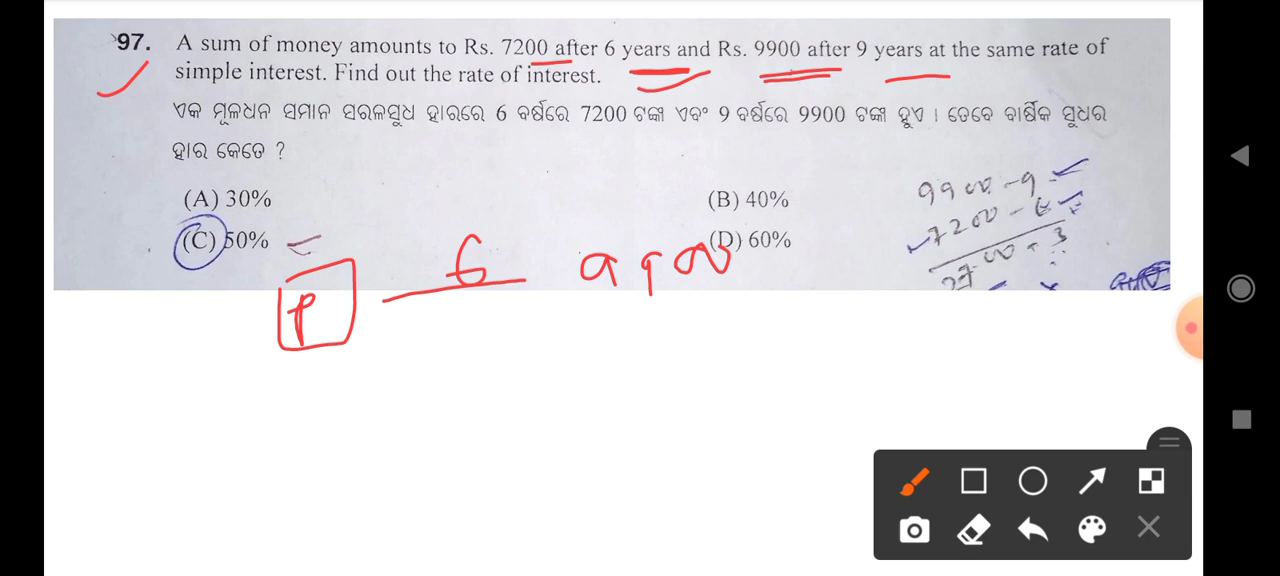 97. A sum of money amounts to Rs. 7200 after 6 years and Rs. 9900 after 9 years at the same rate of
simple interest. Find out the rate of interest.
ଏକ ମୂଳଧନ ସମାନ ସରଳସୁଧ ହାରରେ 6 ବର୍ଷରେ 7200 ଟଙ୍କା ଏବଂ 9 ବର୍ଷରେ 9900 ଟଙ୍କା ହୁଏ । ତେବେ ବାର୍ଷିକ ସୁଧର
ହାର କେତେ ?
(A) 30% (B) 40%
(C) 50% (D) 60%
9900 - 9
7200 - 6
2700 3
P 6 9900